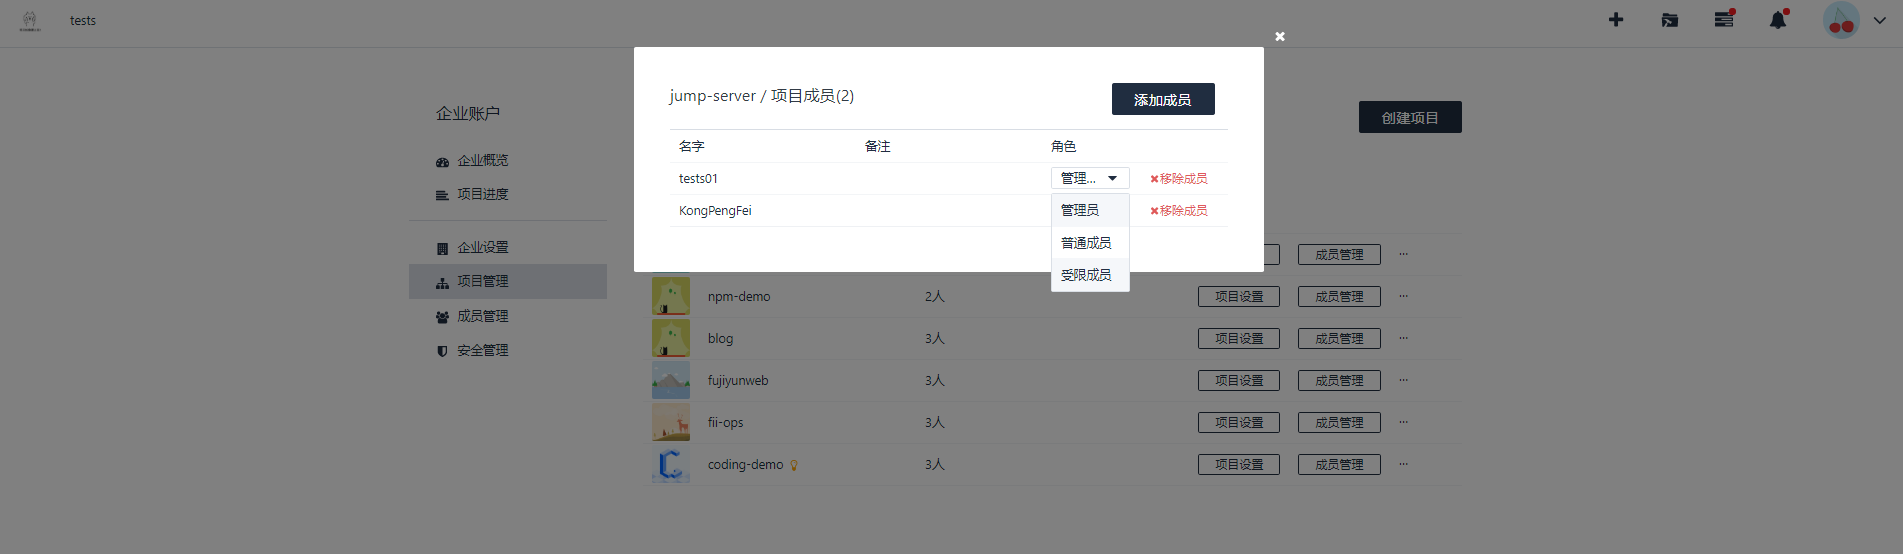 tests
jump-server / 项目成员(2)
添加成员
名字 备注 角色
tests01 管理... 移除成员
KongPengFei 移除成员
管理员
普通成员
受限成员
企业账户
企业概览
项目进度
企业设置
项目管理
成员管理
安全管理
创建项目
成员管理 ...
npm-demo 2人 项目设置 成员管理 ...
blog 3人 项目设置 成员管理 ...
fujiyunweb 3人 项目设置 成员管理 ...
fii-ops 3人 项目设置 成员管理 ...
coding-demo 3人 项目设置 成员管理 ...